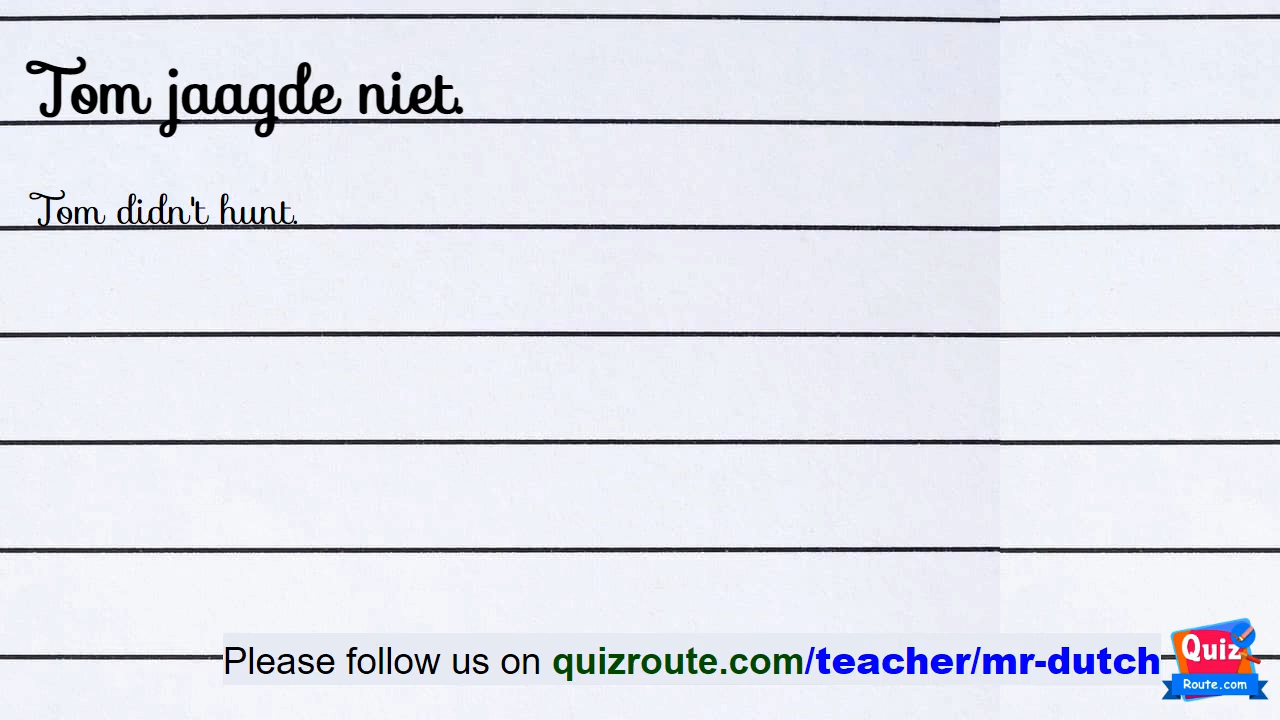 Tom jaagde niet.
Tom didn't hunt.
Please follow us on quizroute.com/teacher/mr-dutch
Quiz
Route.com